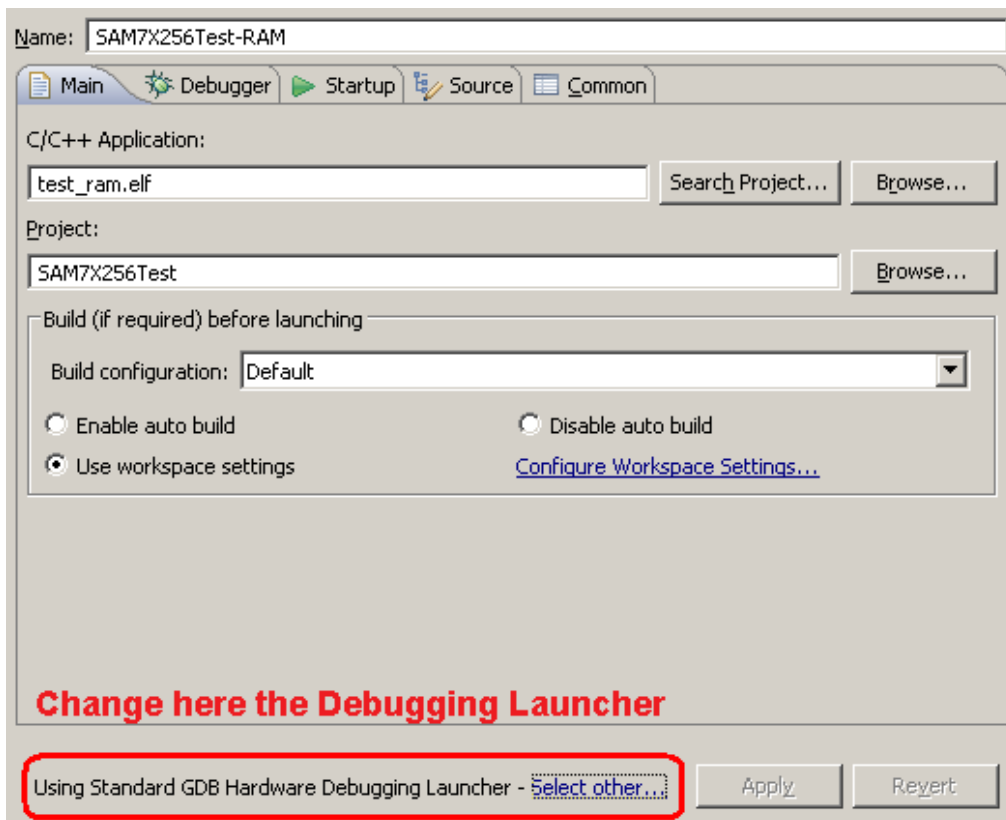 Name: SAM7X256Test-RAM
Main Debugger Startup Source Common
C/C++ Application:
test_ram.elf Search Project... Browse...
Project:
SAM7X256Test Browse...
Build (if required) before launching
Build configuration: Default
Enable auto build Disable auto build
Use workspace settings Configure Workspace Settings...
Change here the Debugging Launcher
Using Standard GDB Hardware Debugging Launcher - Select other... Apply Revert